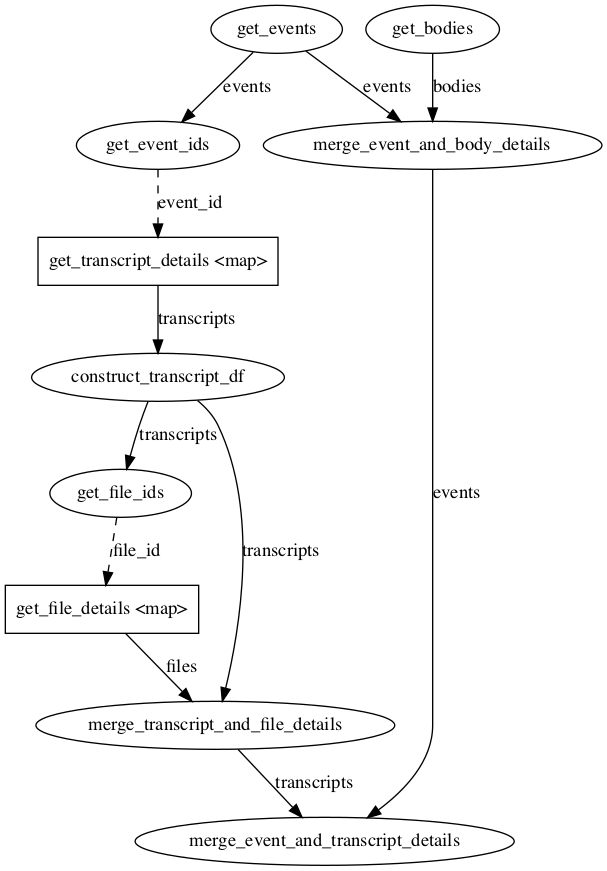 get_events
get_bodies
events
events
bodies
get_event_ids
merge_event_and_body_details
event_id
get_transcript_details <map>
transcripts
construct_transcript_df
transcripts
get_file_ids
events
file_id
transcripts
get_file_details <map>
files
merge_transcript_and_file_details
transcripts
merge_event_and_transcript_details